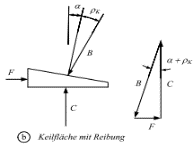 α ρK
B
F
C
α + ρK
B
C
F
b Keilfläche mit Reibung